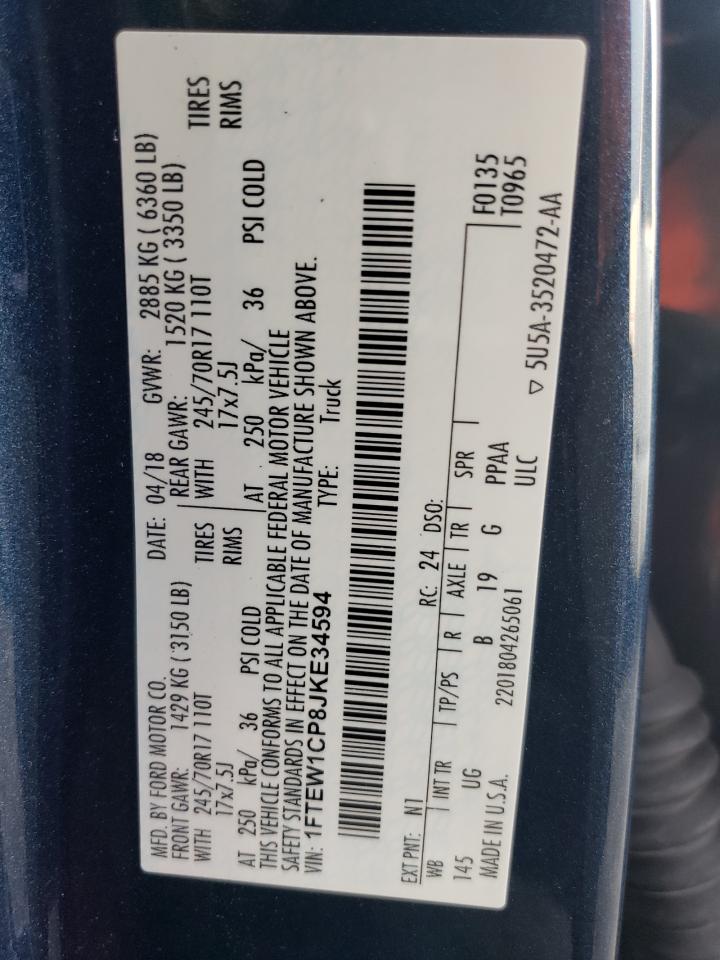 MFD. BY FORD MOTOR CO. DATE: 04/18 GVWR: 2885 KG ( 6360 LB)
FRONT GAWR: 1429 KG ( 3150 LB) REAR GAWR: 1520 KG ( 3350 LB)
WITH 245/70R17 110T TIRES WITH 245/70R17 110T TIRES
17x7.5J RIMS 17x7.5J RIMS
AT 250 kPa/ 36 PSI COLD AT 250 kPa/ 36 PSI COLD
THIS VEHICLE CONFORMS TO ALL APPLICABLE FEDERAL MOTOR VEHICLE
SAFETY STANDARDS IN EFFECT ON THE DATE OF MANUFACTURE SHOWN ABOVE.
VIN: 1FTEW1CP8JKE34594 TYPE: Truck
EXT PNT: N1 RC: 24 DSO: F0135
WB INT TR TP/PS R AXLE TR SPR T0965
145 UG B 19 G PPAA
MADE IN U.S.A. 2201804265061 ULC ▽ 5U5A-3520472-AA